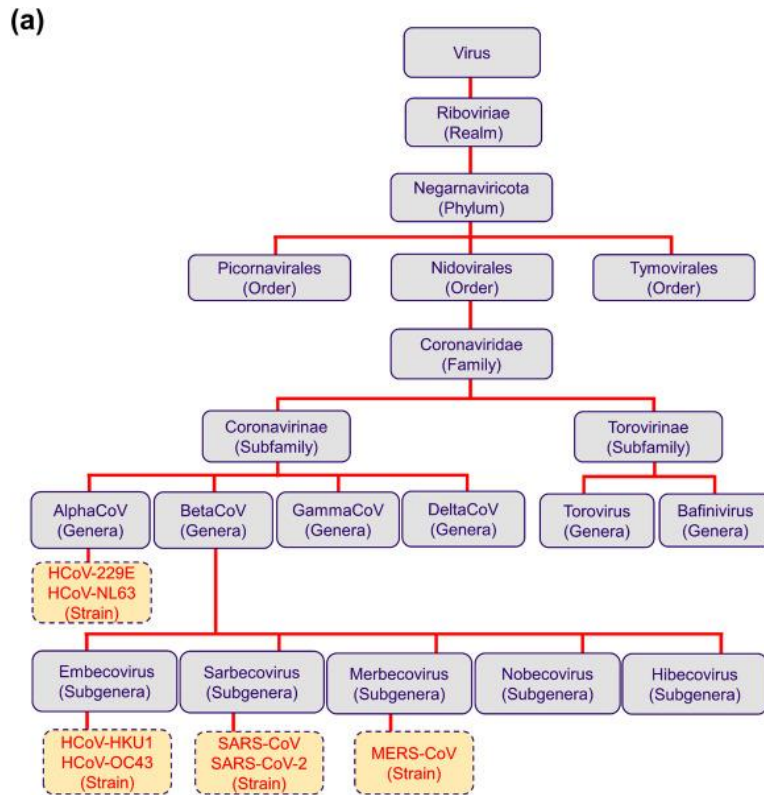 (a)
Virus
Riboviriae
(Realm)
Negarnaviricota
(Phylum)
Picornavirales
(Order)
Nidovirales
(Order)
Tymovirales
(Order)
Coronaviridae
(Family)
Coronavirinae
(Subfamily)
Torovirinae
(Subfamily)
AlphaCoV
(Genera)
BetaCoV
(Genera)
GammaCoV
(Genera)
DeltaCoV
(Genera)
Torovirus
(Genera)
Bafinivirus
(Genera)
HCoV-229E
HCoV-NL63
(Strain)
Embecovirus
(Subgenera)
Sarbecovirus
(Subgenera)
Merbecovirus
(Subgenera)
Nobecovirus
(Subgenera)
Hibecovirus
(Subgenera)
HCoV-HKU1
HCoV-OC43
(Strain)
SARS-CoV
SARS-CoV-2
(Strain)
MERS-CoV
(Strain)